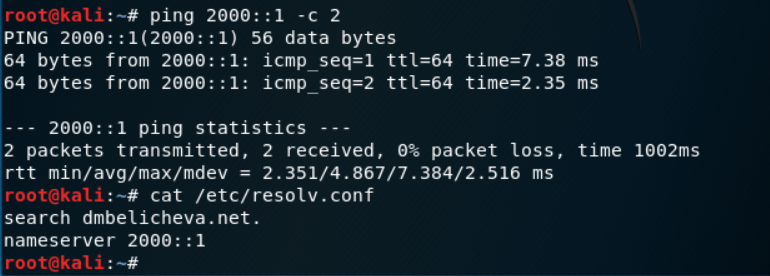 root@kali:~# ping 2000::1 -c 2
PING 2000::1(2000::1) 56 data bytes
64 bytes from 2000::1: icmp_seq=1 ttl=64 time=7.38 ms
64 bytes from 2000::1: icmp_seq=2 ttl=64 time=2.35 ms
--- 2000::1 ping statistics ---
2 packets transmitted, 2 received, 0% packet loss, time 1002ms
rtt min/avg/max/mdev = 2.351/4.867/7.384/2.516 ms
root@kali:~# cat /etc/resolv.conf
search dmbelicheva.net.
nameserver 2000::1
root@kali:~#